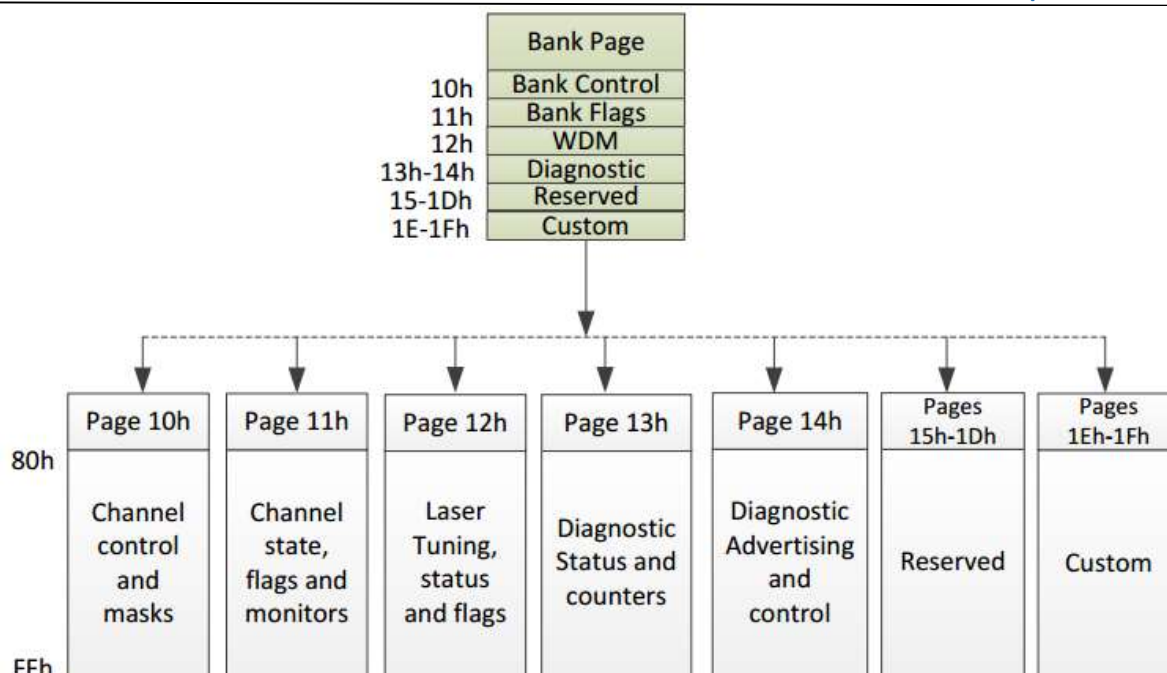 Bank Page
10h Bank Control
11h Bank Flags
12h WDM
13h-14h Diagnostic
15-1Dh Reserved
1E-1Fh Custom
Page 10h
Page 11h
Page 12h
Page 13h
Page 14h
Pages
15h-1Dh
Pages
1Eh-1Fh
80h
Channel
control
and
masks
Channel
state,
flags and
monitors
Laser
Tuning,
status
and flags
Diagnostic
Status and
counters
Diagnostic
Advertising
and
control
Reserved
Custom
FFh